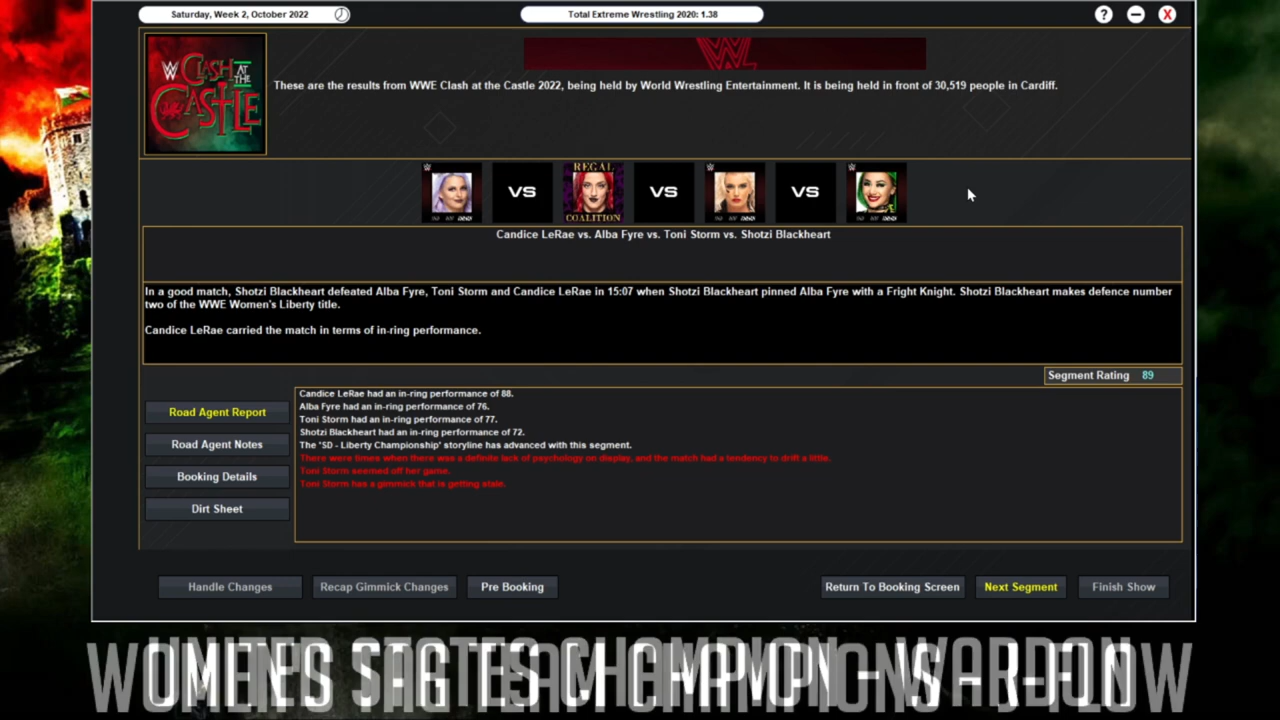 Saturday, Week 2, October 2022
Total Extreme Wrestling 2020: 1.38
?
X
CLASH AT THE CASTLE
These are the results from WWE Clash at the Castle 2022, being held by World Wrestling Entertainment. It is being held in front of 30,519 people in Cardiff.
VS
REGAL
COALITION
VS
VS
Candice LeRae vs. Alba Fyre vs. Toni Storm vs. Shotzi Blackheart
In a good match, Shotzi Blackheart defeated Alba Fyre, Toni Storm and Candice LeRae in 15:07 when Shotzi Blackheart pinned Alba Fyre with a Fright Knight. Shotzi Blackheart makes defence number
two of the WWE Women's Liberty title.
Candice LeRae carried the match in terms of in-ring performance.
Segment Rating 89
Road Agent Report
Road Agent Notes
Booking Details
Dirt Sheet
Candice LeRae had an in-ring performance of 88.
Alba Fyre had an in-ring performance of 76.
Toni Storm had an in-ring performance of 77.
Shotzi Blackheart had an in-ring performance of 72.
The 'SD - Liberty Championship' storyline has advanced with this segment.
There were times when there was a definite lack of psychology on display, and the match had a tendency to drift a little.
Toni Storm seemed off her game.
Toni Storm has a gimmick that is getting stale.
Handle Changes
Recap Gimmick Changes
Pre Booking
Return To Booking Screen
Next Segment
Finish Show